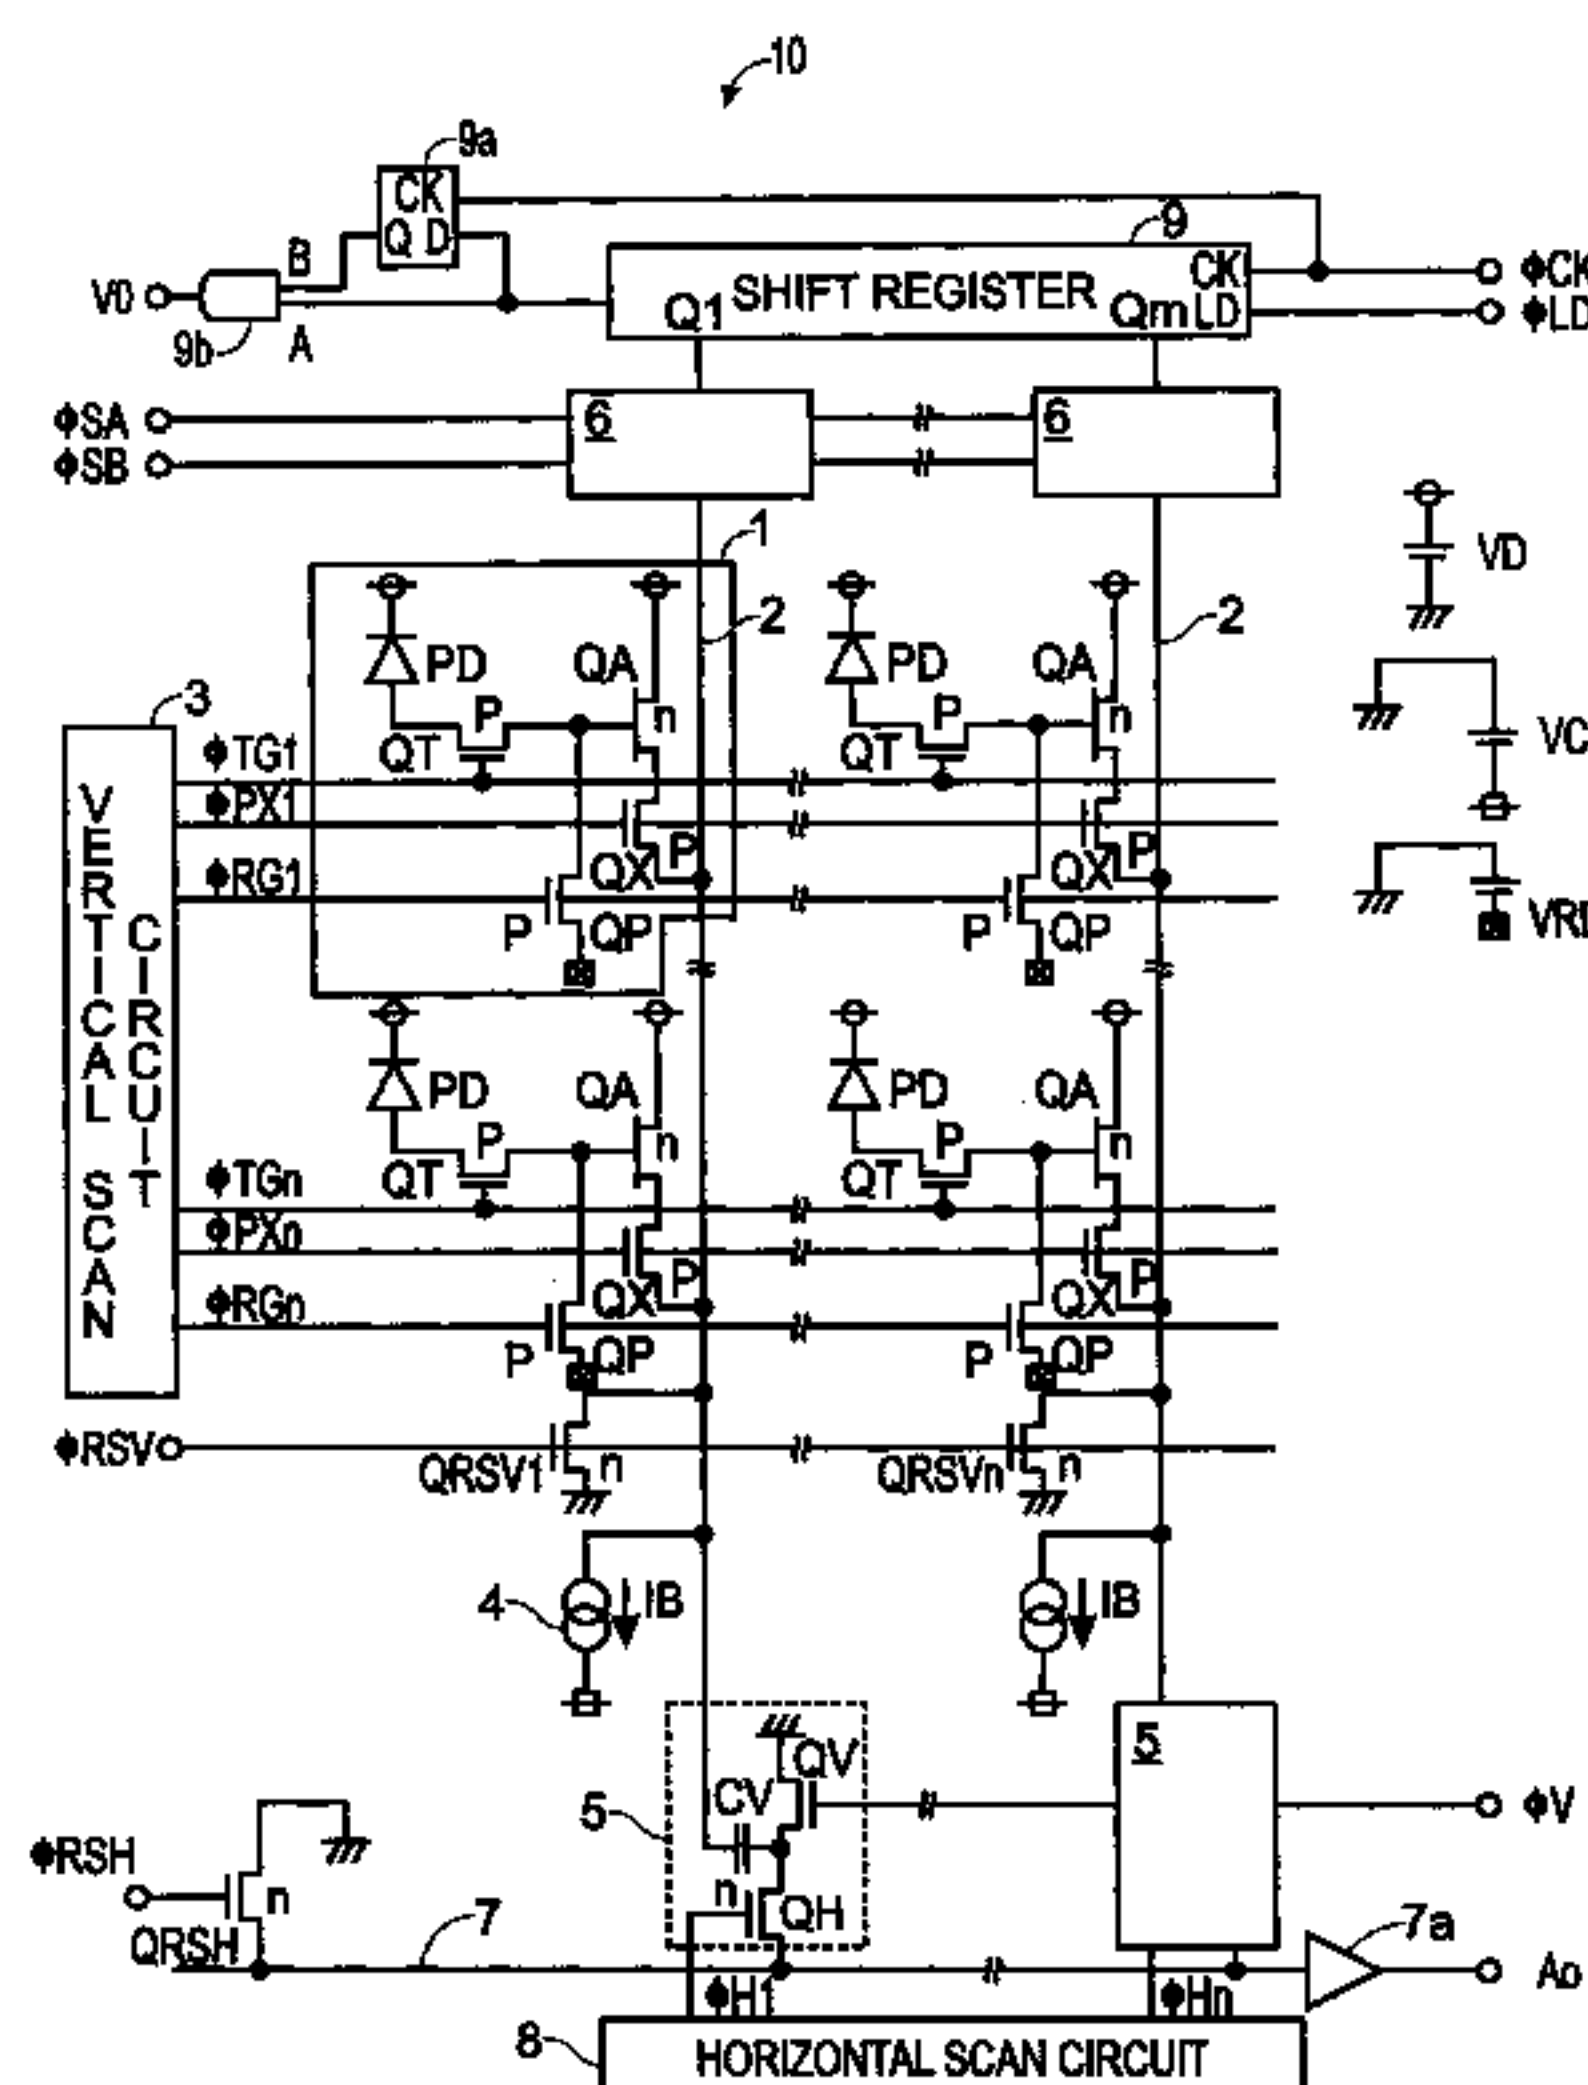 10
9a
CK
Q D
B
9
V0
SHIFT REGISTER
CK
ϕCK
Q1
Qm LD
ϕLD
9b
A
ϕSA
6
6
ϕSB
1
VD
2
2
PD
QA
PD
QA
3
P
n
P
n
VC
ϕTG1
QT
QT
ϕPX1
P
P
ϕRG1
QX
QX
P
QP
P
QP
VERTICAL SCAN
CIRCUIT
PD
QA
PD
QA
P
n
P
n
ϕTGn
QT
QT
ϕPXn
P
P
ϕRGn
QX
QX
P
QP
P
QP
ϕRSV
QRSV1
n
QRSVn
n
4
IB
IB
5
QV
5
CV
ϕV
ϕRSH
n
n
QH
QRSH
7
7a
Ao
ϕH1
ϕHn
8
HORIZONTAL SCAN CIRCUIT